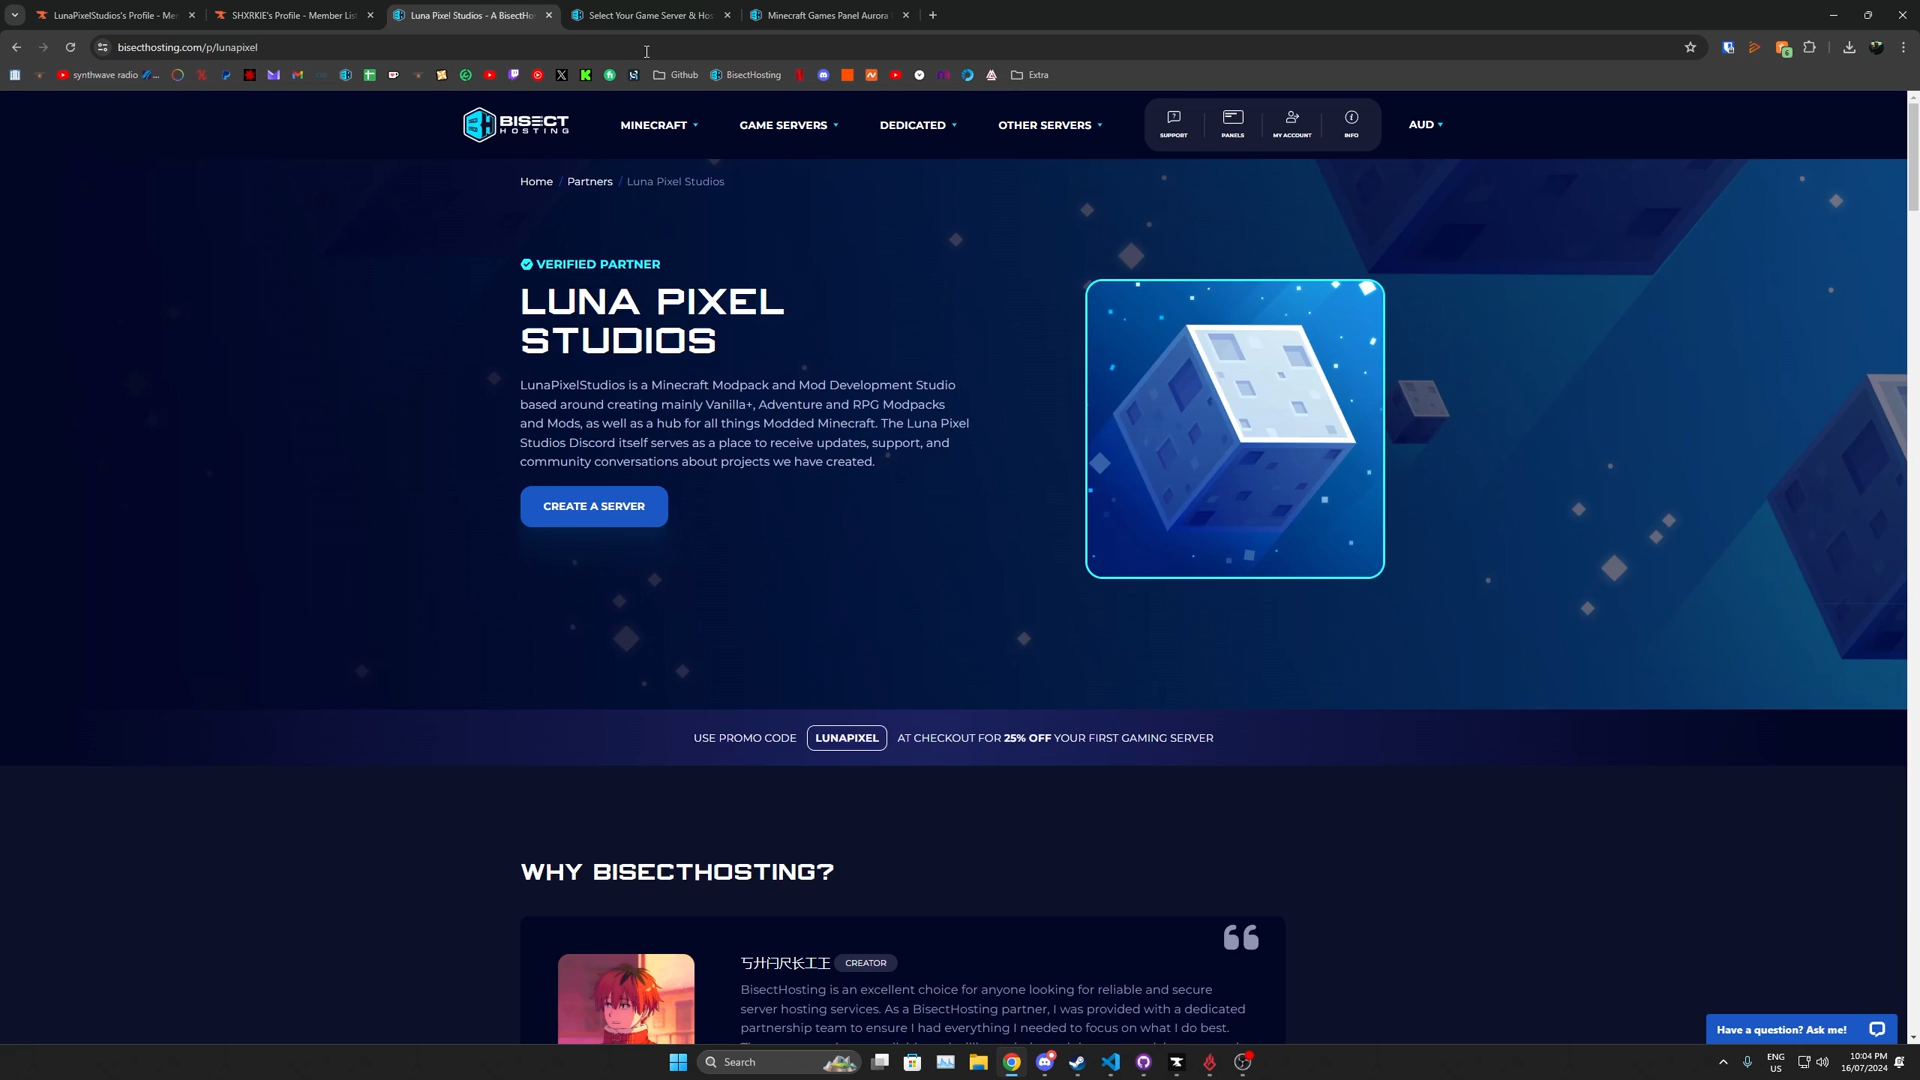 LunaPixelStudios's Profile - Mem
SHXRKIE's Profile - Member List
Luna Pixel Studios - A BisectHo
Select Your Game Server & Hos
Minecraft Games Panel Aurora
bisecthosting.com/p/lunapixel
synthwave radio
Github
BisectHosting
Extra
BISECT
HOSTING
MINECRAFT
GAME SERVERS
DEDICATED
OTHER SERVERS
SUPPORT
PANELS
MY ACCOUNT
INFO
AUD
Home / Partners / Luna Pixel Studios
VERIFIED PARTNER
LUNA PIXEL
STUDIOS
LunaPixelStudios is a Minecraft Modpack and Mod Development Studio
based around creating mainly Vanilla+, Adventure and RPG Modpacks
and Mods, as well as a hub for all things Modded Minecraft. The Luna Pixel
Studios Discord itself serves as a place to receive updates, support, and
community conversations about projects we have created.
CREATE A SERVER
USE PROMO CODE LUNAPIXEL AT CHECKOUT FOR 25% OFF YOUR FIRST GAMING SERVER
WHY BISECTHOSTING?
CREATOR
BisectHosting is an excellent choice for anyone looking for reliable and secure
server hosting services. As a BisectHosting partner, I was provided with a dedicated
partnership team to ensure I had everything I needed to focus on what I do best.
Have a question? Ask me!
Search
ENG
US
10:04 PM
16/07/2024